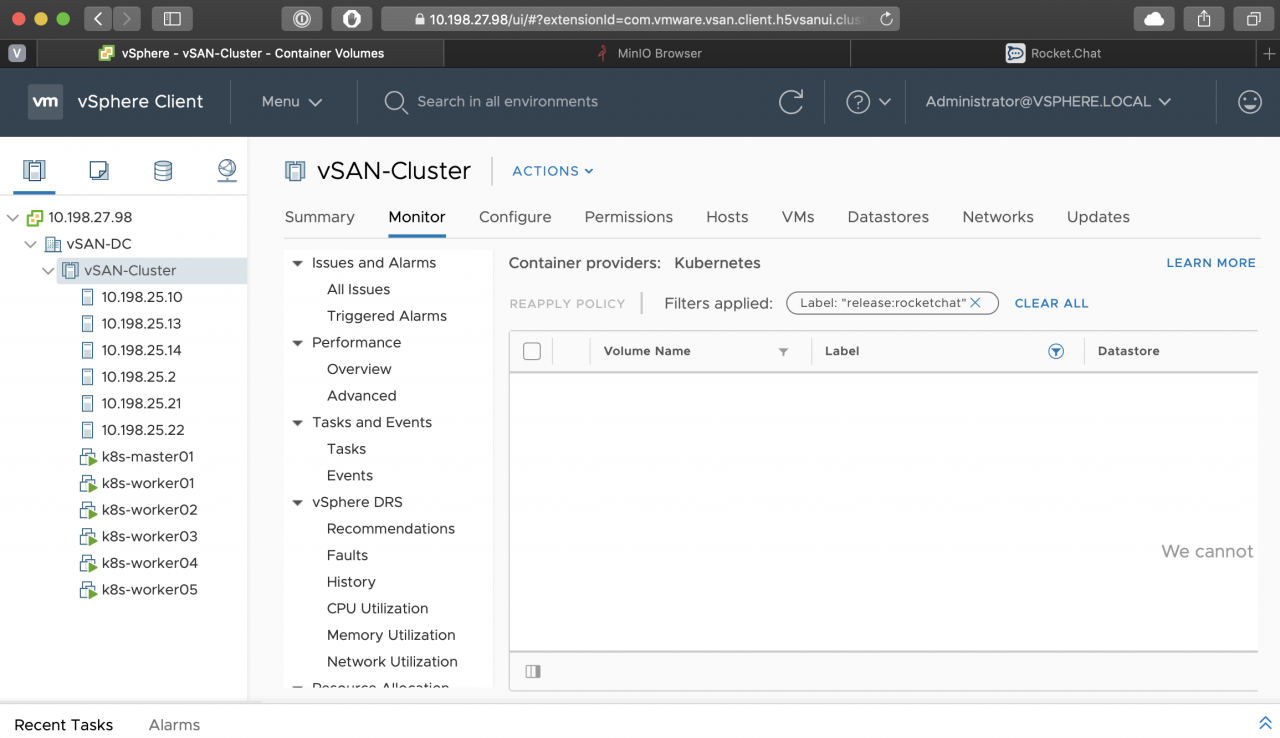 10.198.27.98/ui/#?extensionId=com.vmware.vsan.client.h5vsanui.clus
V
vSphere - vSAN-Cluster - Container Volumes
MinIO Browser
Rocket.Chat
vm
vSphere Client
Menu
Search in all environments
Administrator@VSPHERE.LOCAL
10.198.27.98
vSAN-DC
vSAN-Cluster
10.198.25.10
10.198.25.13
10.198.25.14
10.198.25.2
10.198.25.21
10.198.25.22
k8s-master01
k8s-worker01
k8s-worker02
k8s-worker03
k8s-worker04
k8s-worker05
vSAN-Cluster
ACTIONS
Summary Monitor Configure Permissions Hosts VMs Datastores Networks Updates
Issues and Alarms
All Issues
Triggered Alarms
Performance
Overview
Advanced
Tasks and Events
Tasks
Events
vSphere DRS
Recommendations
Faults
History
CPU Utilization
Memory Utilization
Network Utilization
Resource Allocation
Container providers: Kubernetes
LEARN MORE
REAPPLY POLICY
Filters applied:
Label: "release:rocketchat"
CLEAR ALL
Volume Name
Label
Datastore
We cannot
Recent Tasks
Alarms